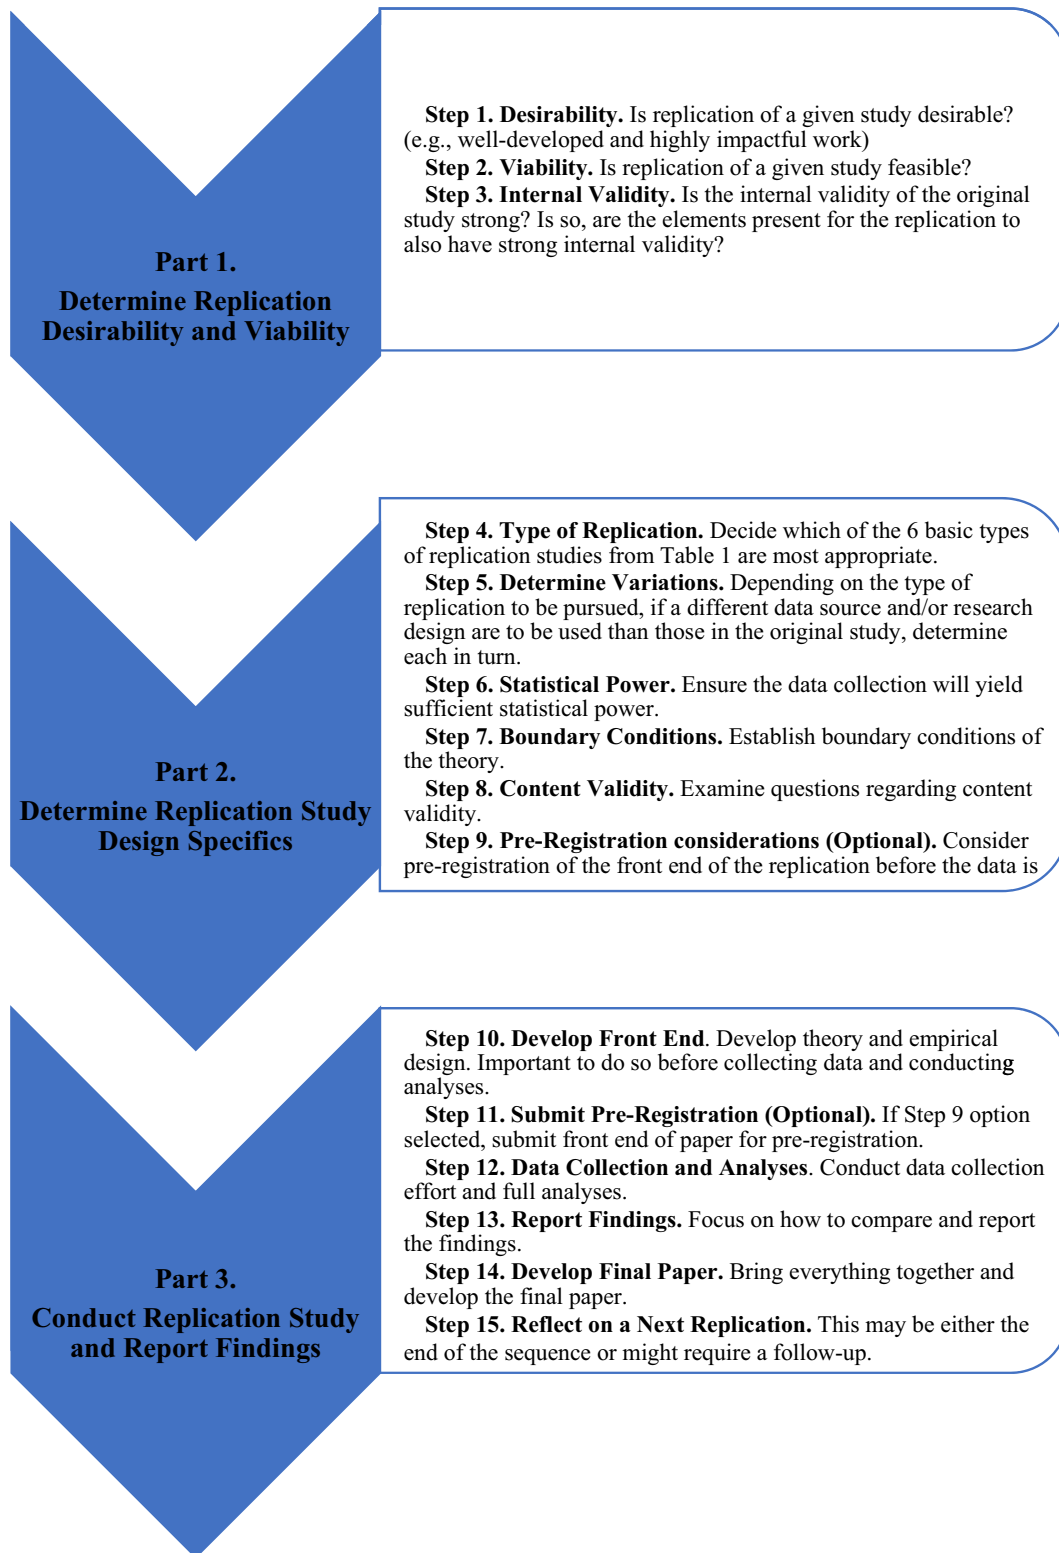 Part 1.
Determine Replication
Desirability and Viability
Step 1. Desirability. Is replication of a given study desirable?
(e.g., well-developed and highly impactful work)
Step 2. Viability. Is replication of a given study feasible?
Step 3. Internal Validity. Is the internal validity of the original
study strong? Is so, are the elements present for the replication to
also have strong internal validity?
Part 2.
Determine Replication Study
Design Specifics
Step 4. Type of Replication. Decide which of the 6 basic types
of replication studies from Table 1 are most appropriate.
Step 5. Determine Variations. Depending on the type of
replication to be pursued, if a different data source and/or research
design are to be used than those in the original study, determine
each in turn.
Step 6. Statistical Power. Ensure the data collection will yield
sufficient statistical power.
Step 7. Boundary Conditions. Establish boundary conditions of
the theory.
Step 8. Content Validity. Examine questions regarding content
validity.
Step 9. Pre-Registration considerations (Optional). Consider
pre-registration of the front end of the replication before the data is
Part 3.
Conduct Replication Study
and Report Findings
Step 10. Develop Front End. Develop theory and empirical
design. Important to do so before collecting data and conducting
analyses.
Step 11. Submit Pre-Registration (Optional). If Step 9 option
selected, submit front end of paper for pre-registration.
Step 12. Data Collection and Analyses. Conduct data collection
effort and full analyses.
Step 13. Report Findings. Focus on how to compare and report
the findings.
Step 14. Develop Final Paper. Bring everything together and
develop the final paper.
Step 15. Reflect on a Next Replication. This may be either the
end of the sequence or might require a follow-up.